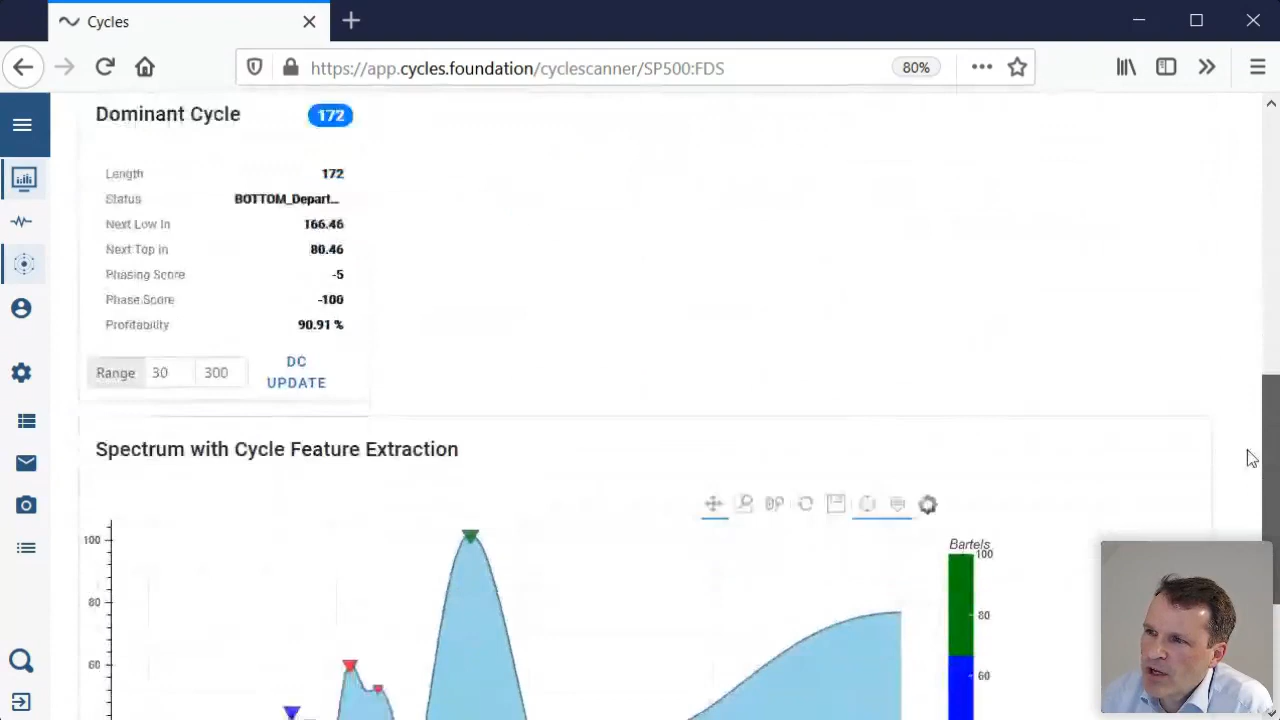 Cycles
https://app.cycles.foundation/cyclescanner/SP500:FDS
80%
Dominant Cycle 172
Length 172
Status BOTTOM_Depart...
Next Low In 166.46
Next Top in 80.46
Phasing Score -5
Phase Score -100
Profitability 90.91 %
Range 30 300 DC UPDATE
Spectrum with Cycle Feature Extraction
Bartels
100
80
60
100
80
60